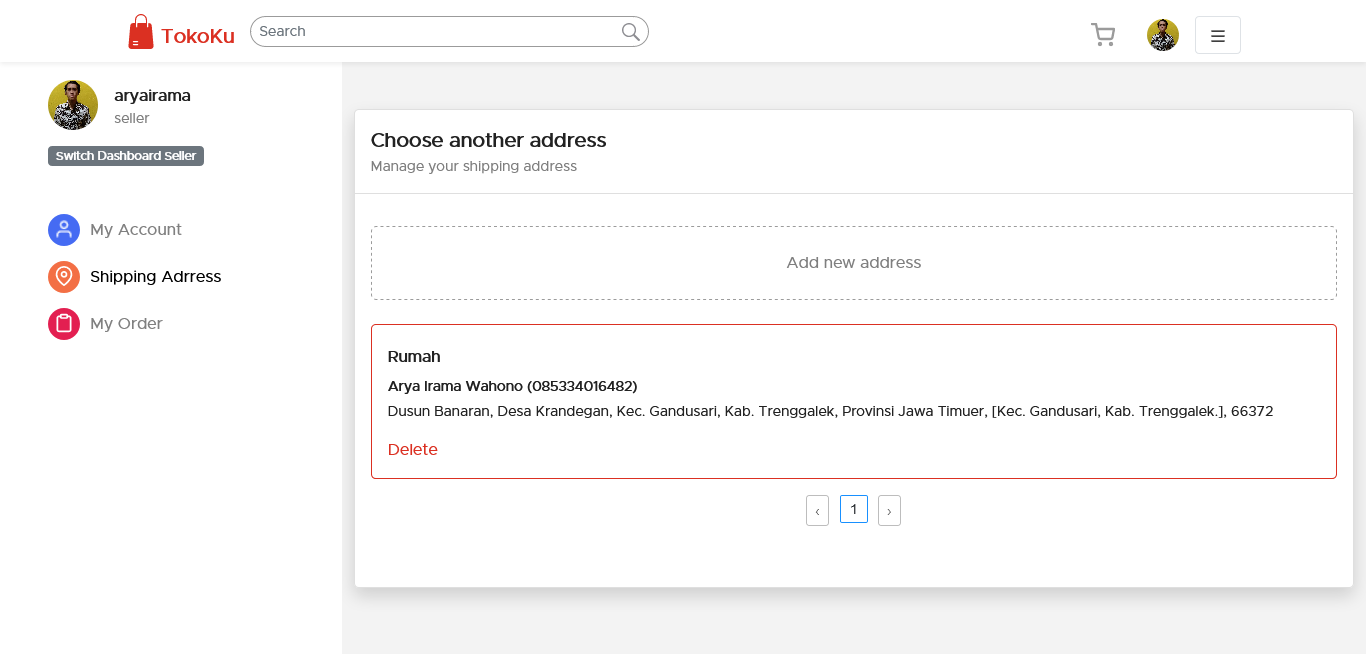 TokoKu
Search
aryairama
seller
Switch Dashboard Seller
My Account
Shipping Adrress
My Order
Choose another address
Manage your shipping address
Add new address
Rumah
Arya Irama Wahono (085334016482)
Dusun Banaran, Desa Krandegan, Kec. Gandusari, Kab. Trenggalek, Provinsi Jawa Timuer, [Kec. Gandusari, Kab. Trenggalek.], 66372
Delete
‹ 1 ›